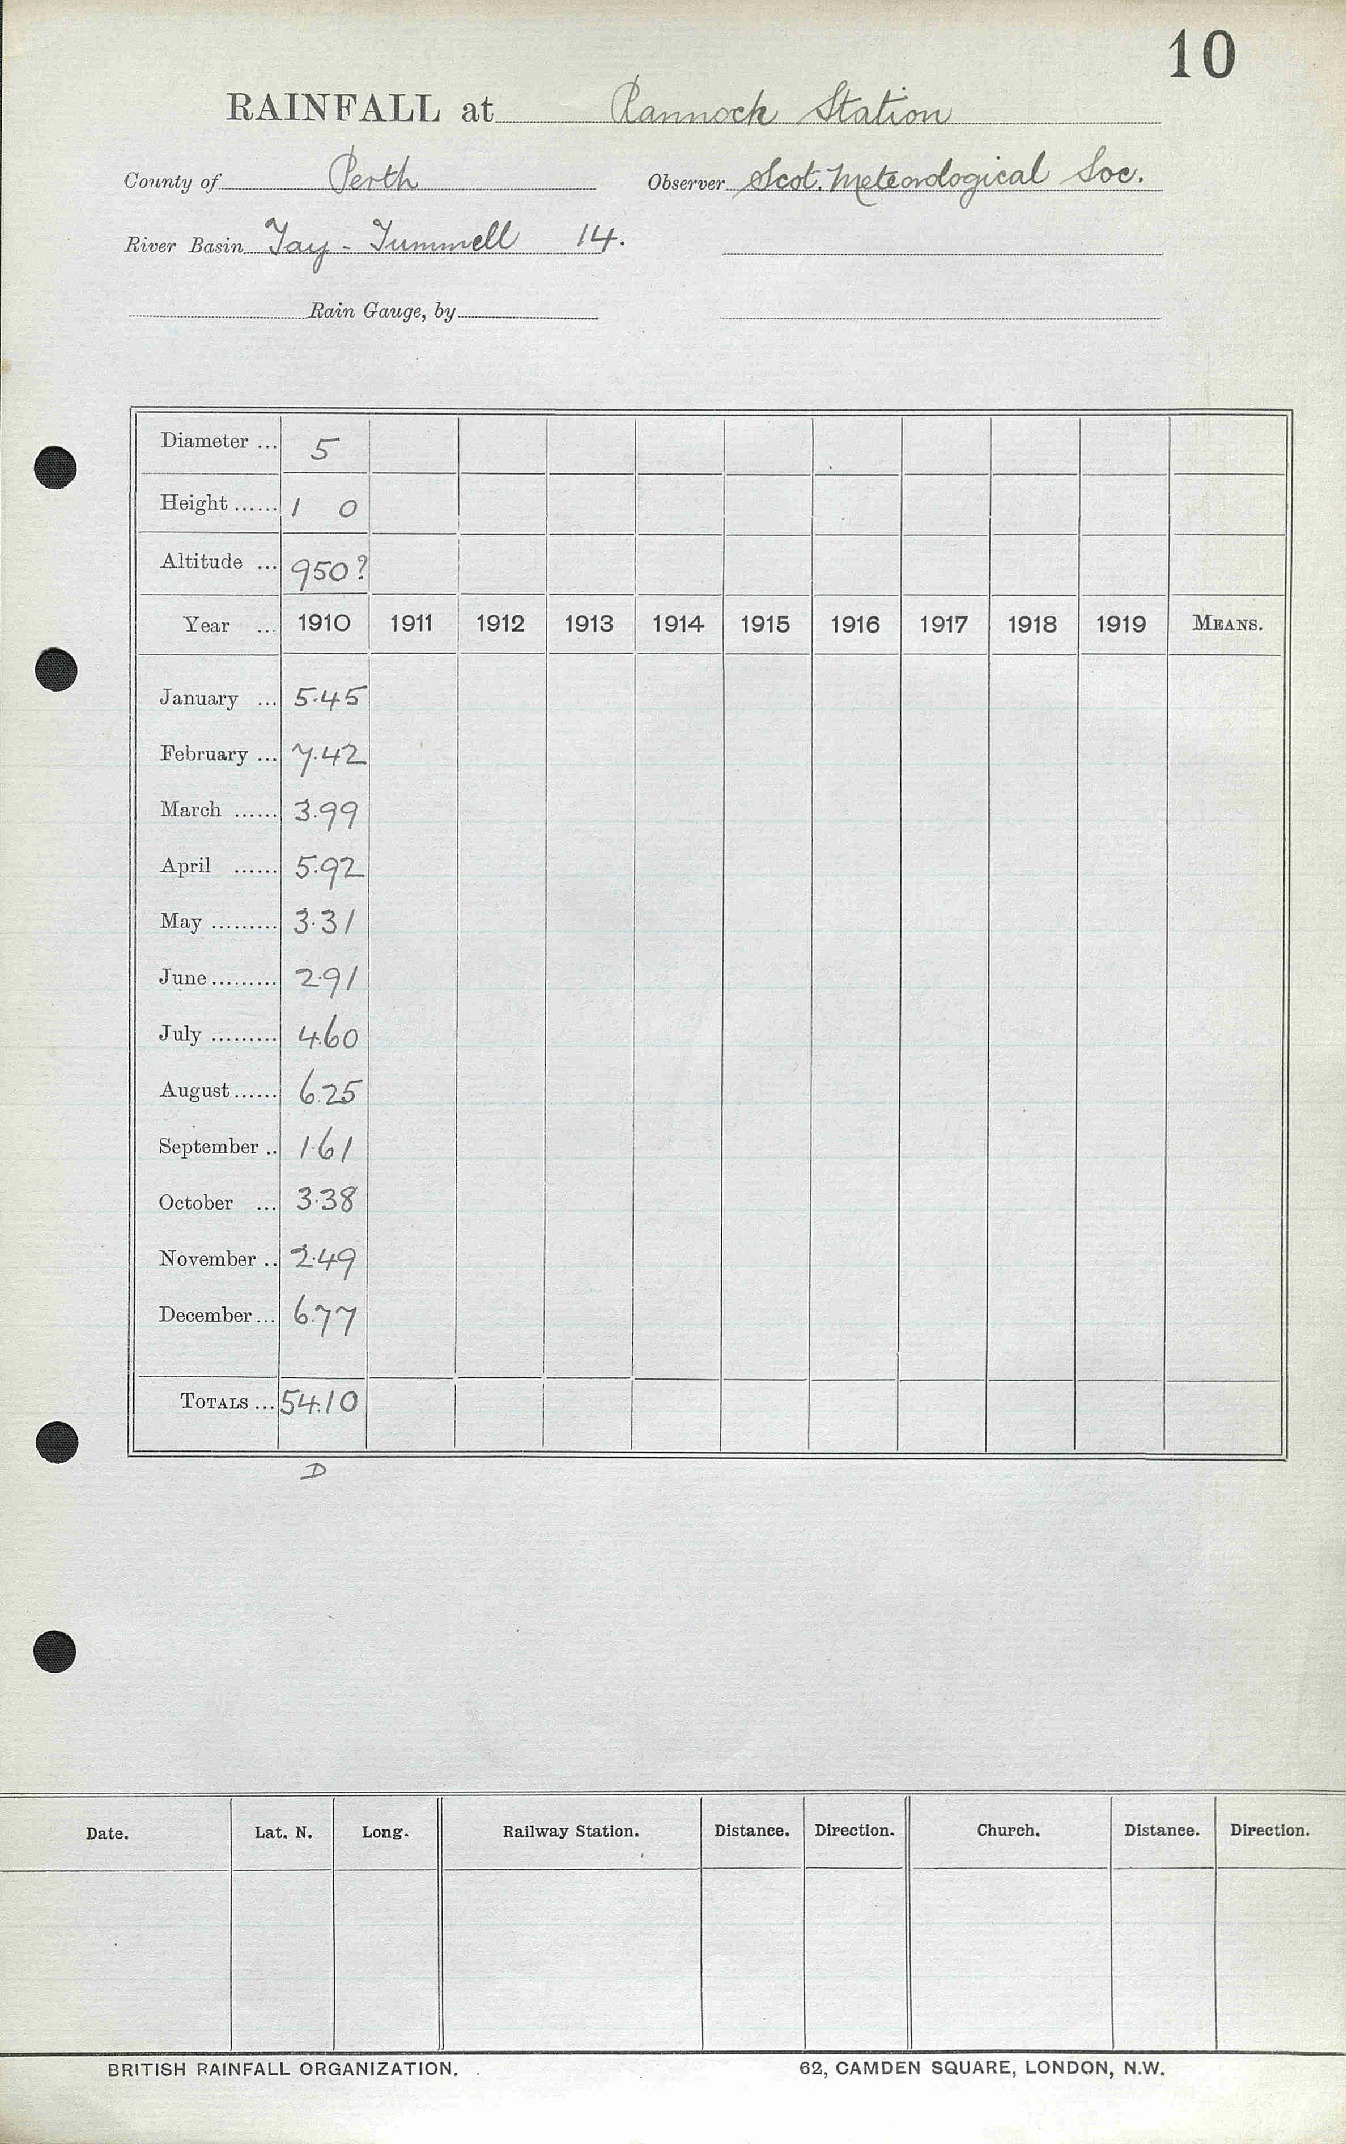 10
RAINFALL at Rannoch Station
County of Perth Observer Scot. Meteorological Soc.
River Basin Tay - Tummell 14.
Rain Gauge, by
Diameter ... 5
Height ...... 1 0
Altitude ... 950?
Year ... 1910 1911 1912 1913 1914 1915 1916 1917 1918 1919 MEANS.
January ... 5.45
February ... 7.42
March ...... 3.99
April ...... 5.92
May ......... 3.31
June ......... 2.91
July ......... 4.60
August ...... 6.25
September .. 1.61
October ... 3.38
November .. 2.49
December ... 6.77
TOTALS ... 54.10
D
Date. Lat. N. Long. Railway Station. Distance. Direction. Church. Distance. Direction.
BRITISH RAINFALL ORGANIZATION. 62, CAMDEN SQUARE, LONDON, N.W.